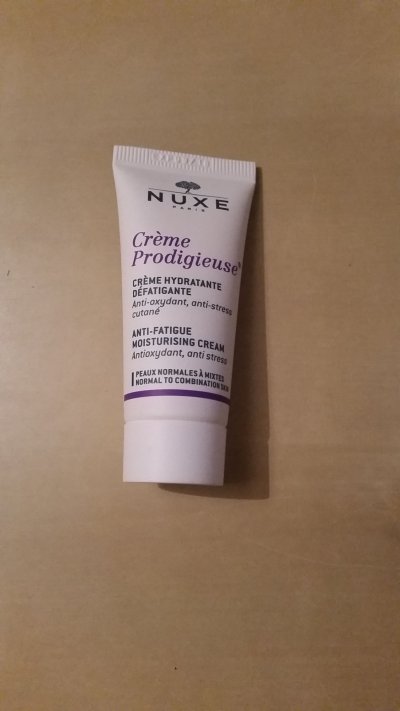 NUXE
PARIS
Crème
Prodigieuse®
CRÈME HYDRATANTE
DÉFATIGANTE
Anti-oxydant, anti-stress
cutané
ANTI-FATIGUE
MOISTURISING CREAM
Antioxydant, anti stress
PEAUX NORMALES À MIXTES
NORMAL TO COMBINATION SKIN